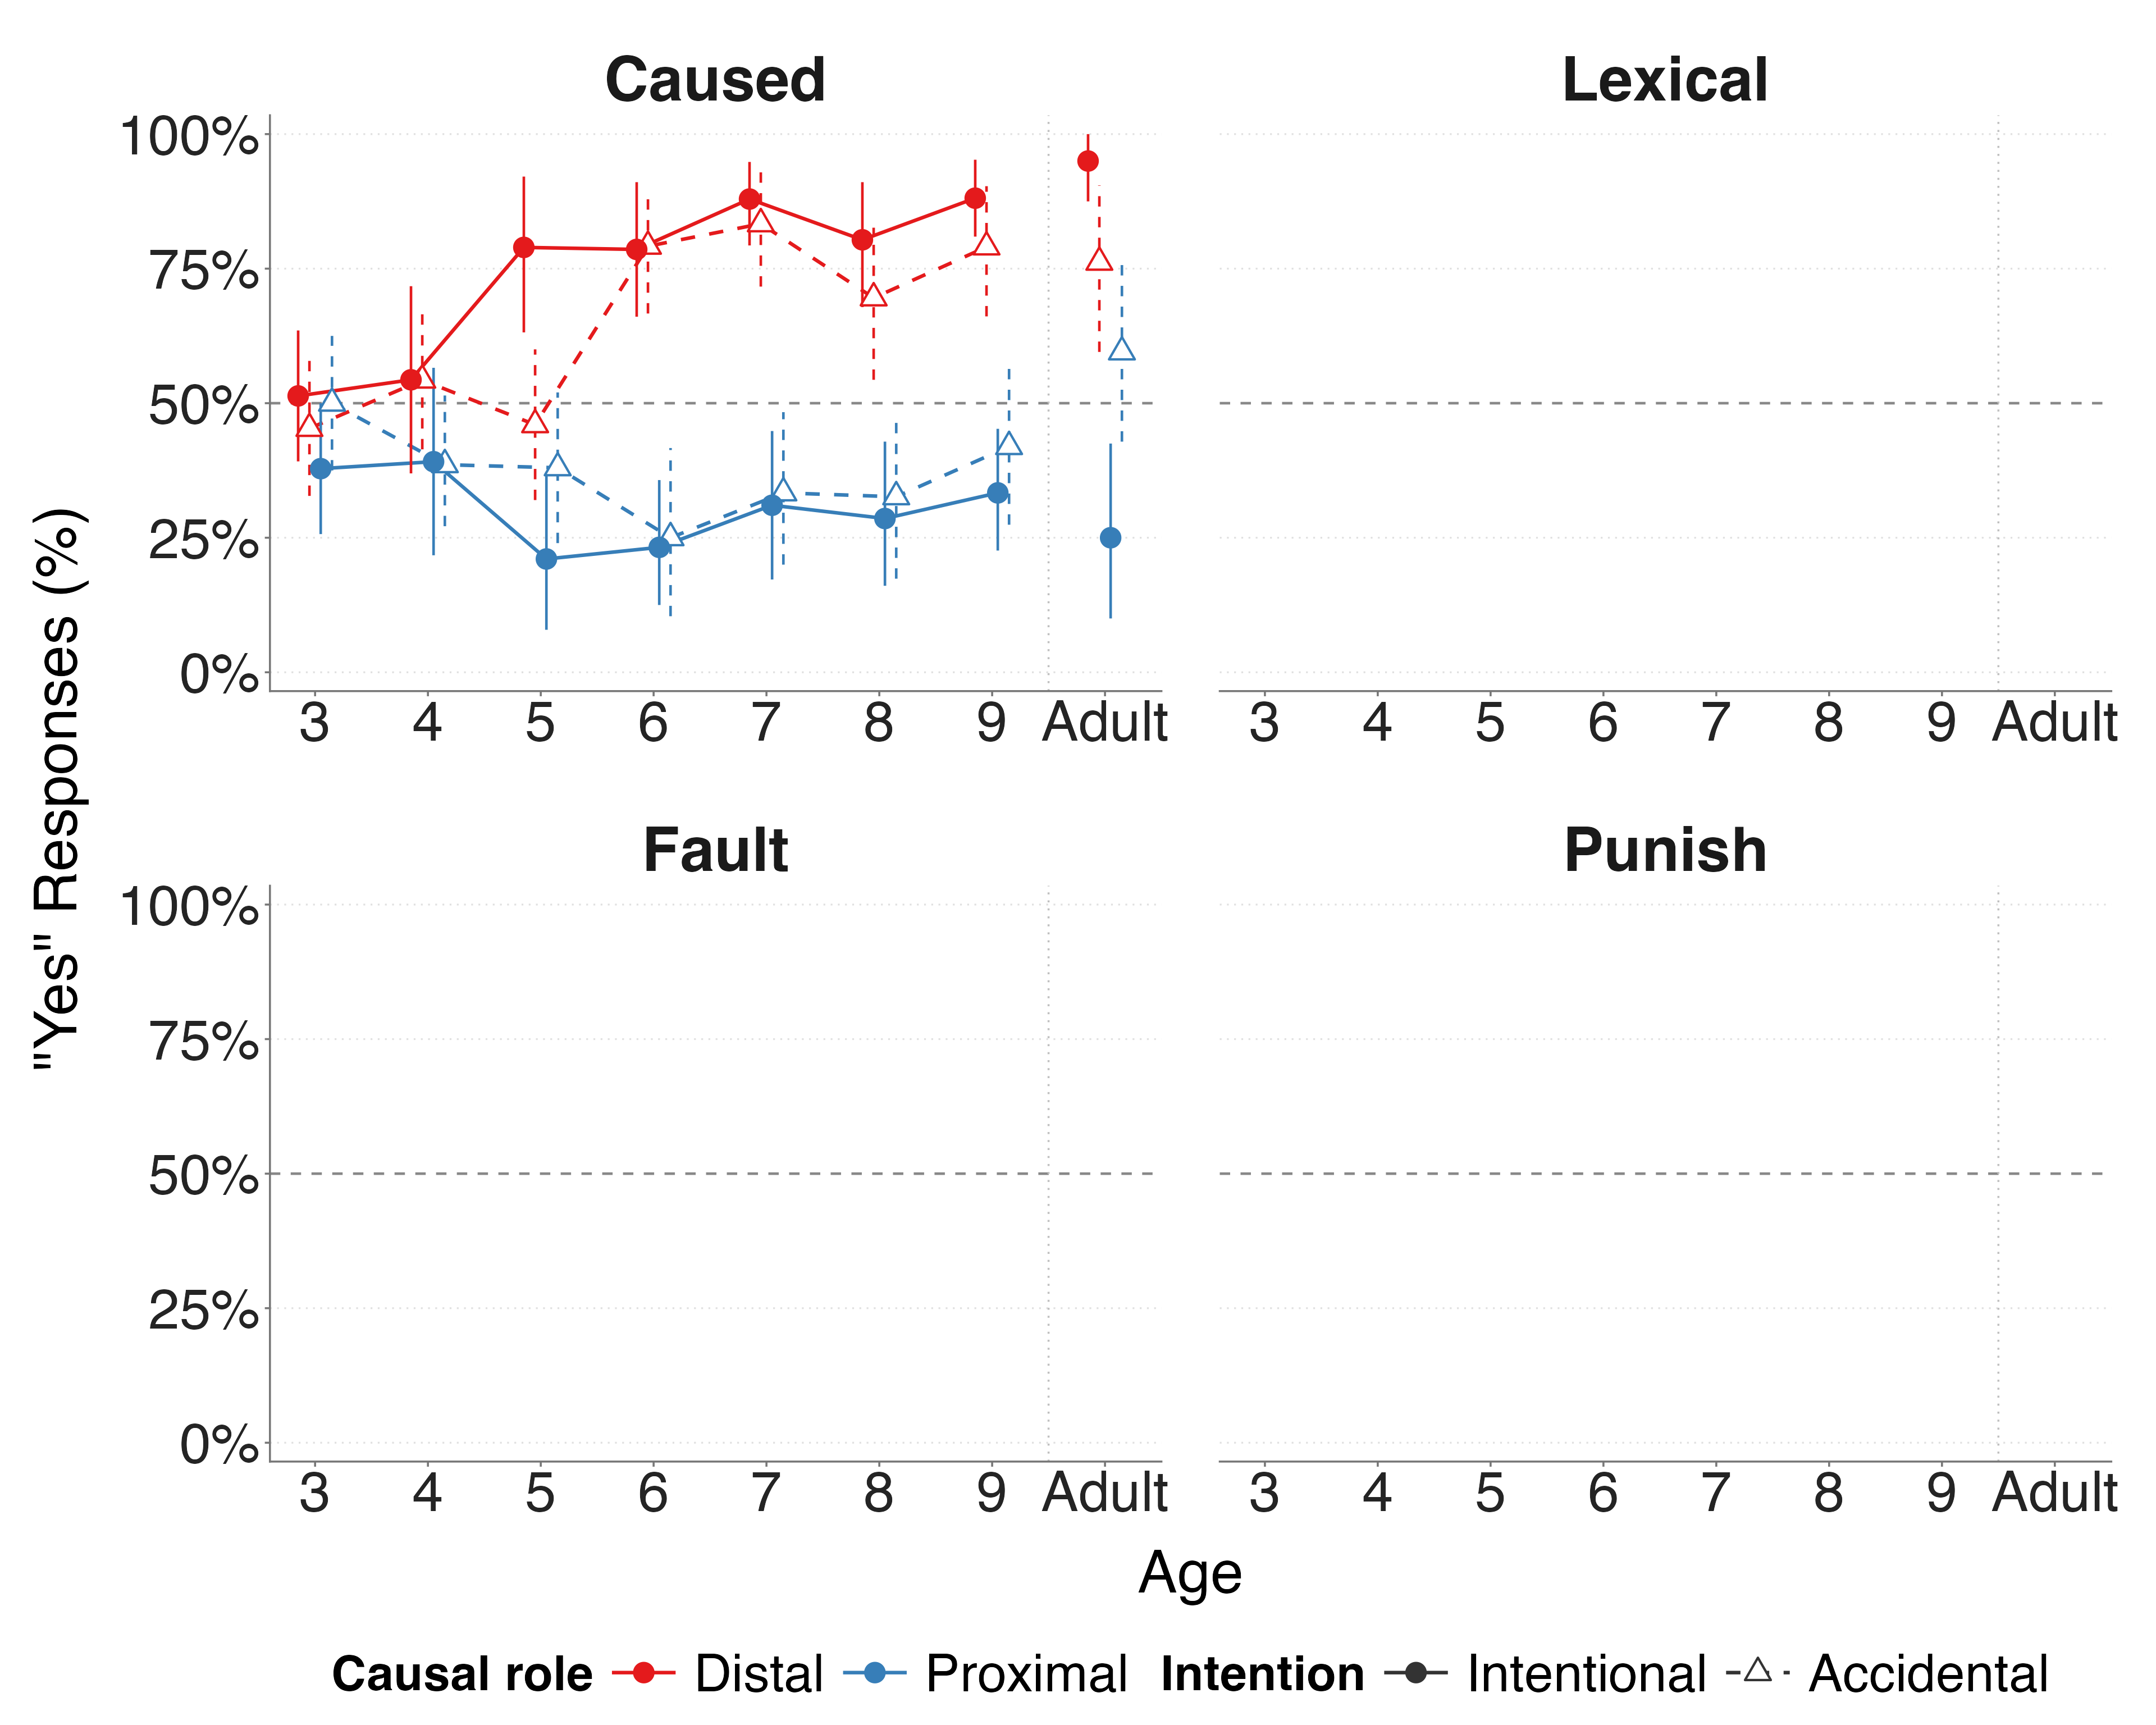 Caused
Lexical
100%
75%
50%
25%
0%
3 4 5 6 7 8 9 Adult
3 4 5 6 7 8 9 Adult
"Yes" Responses (%)
Fault
Punish
100%
75%
50%
25%
0%
3 4 5 6 7 8 9 Adult
3 4 5 6 7 8 9 Adult
Age
Causal role Distal Proximal Intention Intentional Accidental